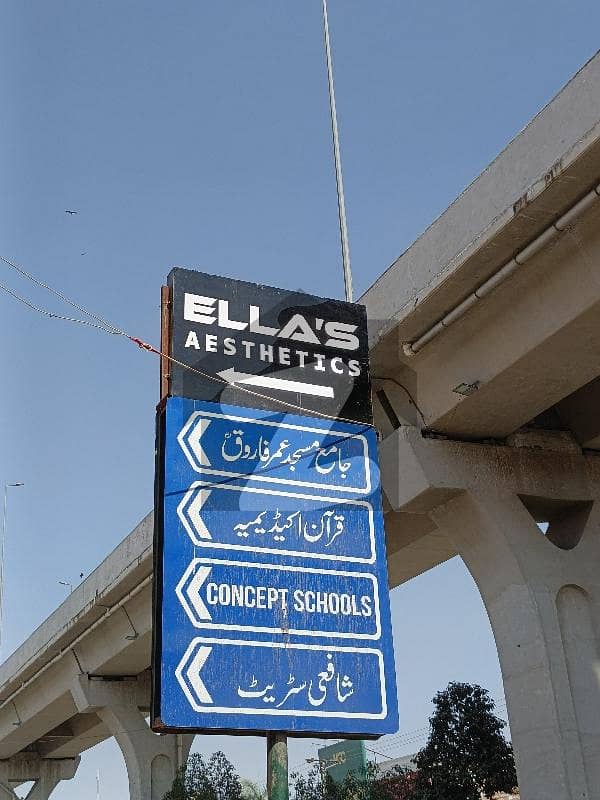 ELLA'S
AESTHETICS
جامع مسجد عمر فاروقؓ
قرآن اکیڈیمیہ
CONCEPT SCHOOLS
شافعی سٹریٹ